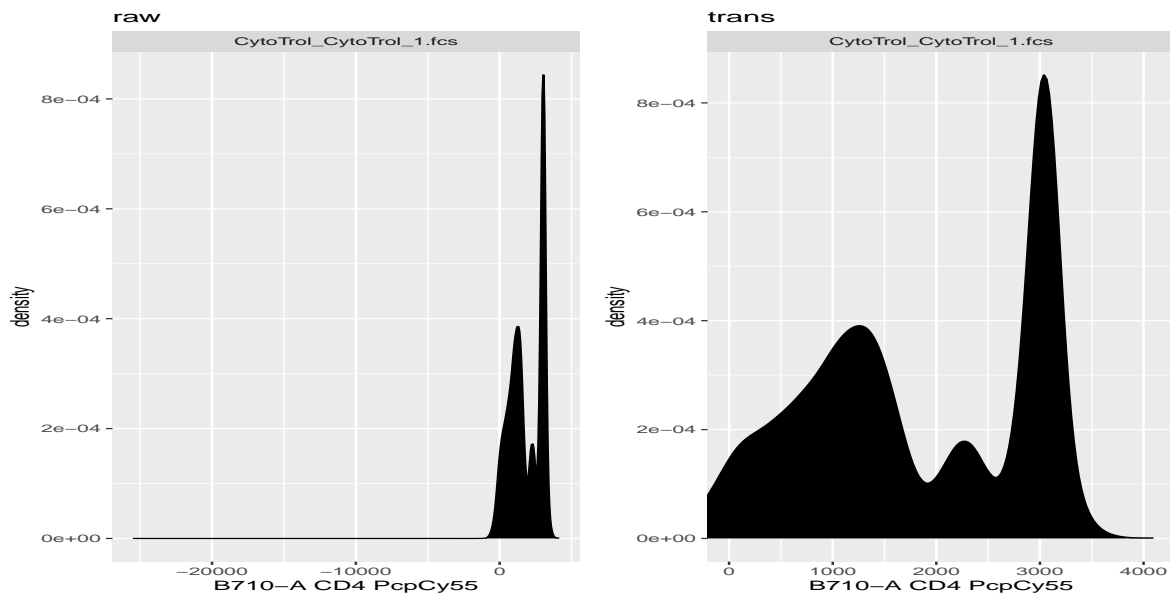 raw
CytoTrol_CytoTrol_1.fcs
8e−04
6e−04
4e−04
2e−04
0e+00
density
−20000 −10000 0
B710−A CD4 PcpCy55
trans
CytoTrol_CytoTrol_1.fcs
8e−04
6e−04
4e−04
2e−04
0e+00
density
0 1000 2000 3000 4000
B710−A CD4 PcpCy55